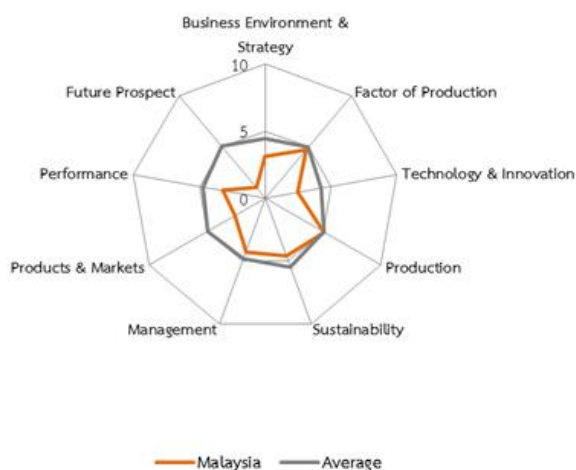 Business Environment &
Strategy
10
Future Prospect
Factor of Production
5
Performance
Technology & Innovation
0
Products & Markets
Production
Management
Sustainability
Malaysia
Average